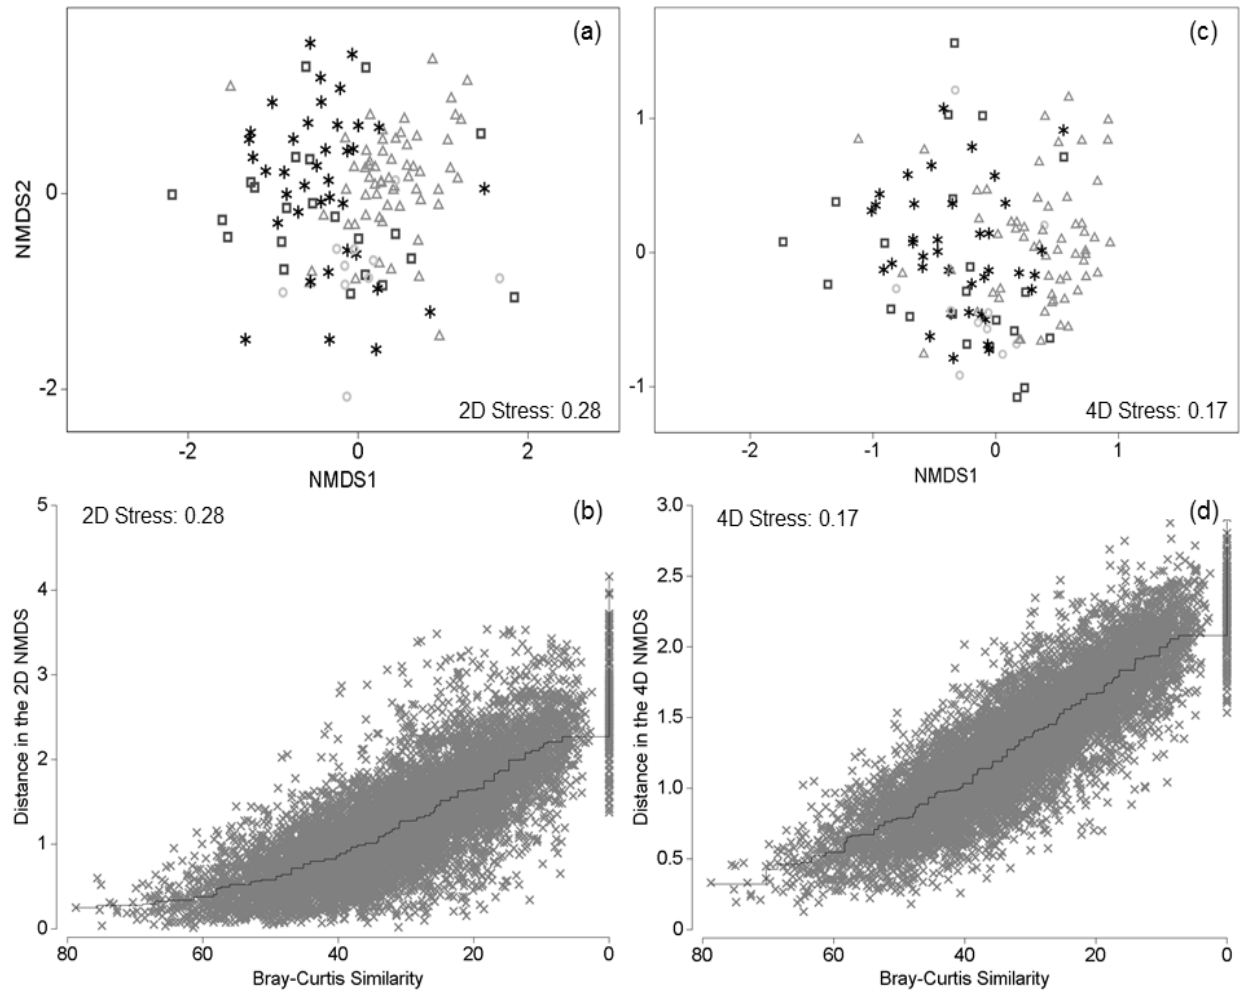 (a)
NMDS2
0
-2
2D Stress: 0.28
-2
0
2
NMDS1
(c)
1
0
-1
4D Stress: 0.17
-2
-1
0
1
NMDS1
(b)
2D Stress: 0.28
Distance in the 2D NMDS
5
4
3
2
1
0
80
60
40
20
0
Bray-Curtis Similarity
(d)
4D Stress: 0.17
Distance in the 4D NMDS
3.0
2.5
2.0
1.5
1.0
0.5
0
80
60
40
20
0
Bray-Curtis Similarity